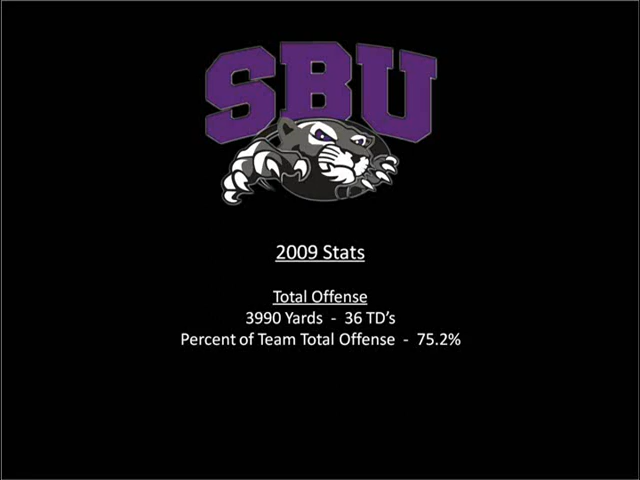 SBU
2009 Stats
Total Offense
3990 Yards - 36 TD’s
Percent of Team Total Offense - 75.2%